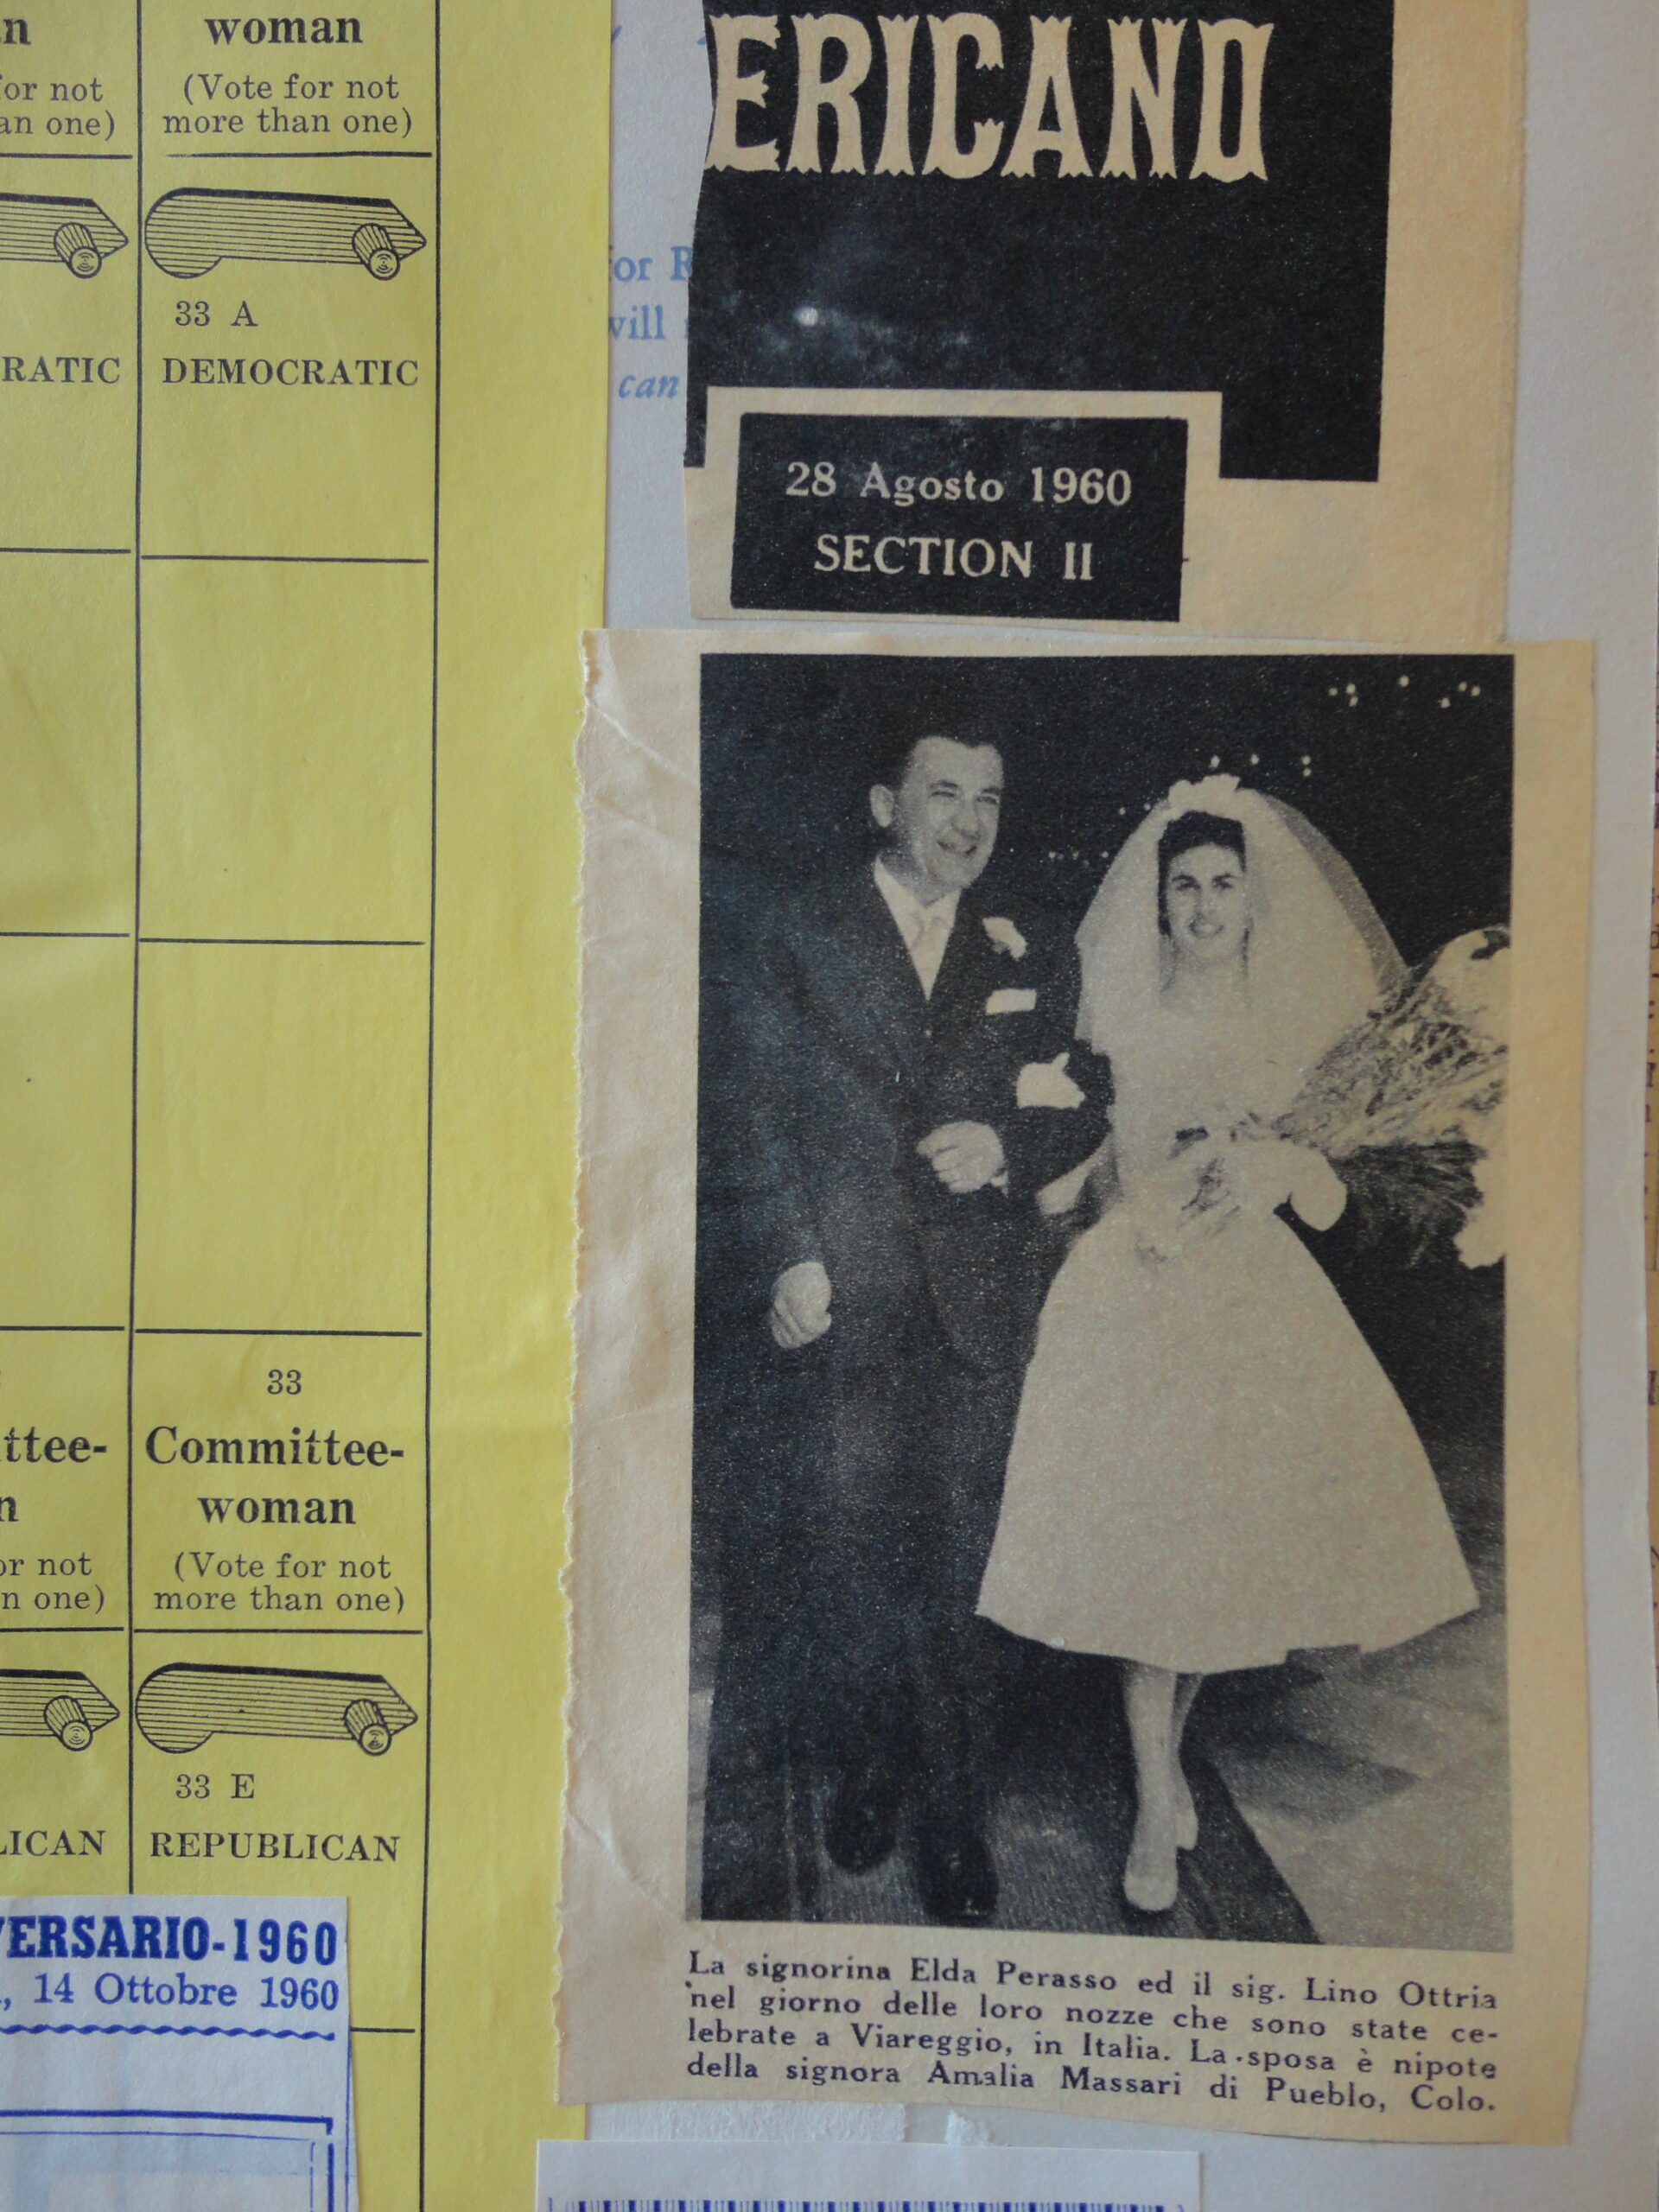 woman
(Vote for not
more than one)
or not
an one)
33 A
DEMOCRATIC
RATIC
33
Committee-
woman
(Vote for not
more than one)
ttee-
n
or not
n one)
33 E
REPUBLICAN
LICAN
VERSARIO-1960
, 14 Ottobre 1960
or R
will
can
ERICANO
28 Agosto 1960
SECTION II
La signorina Elda Perasso ed il sig. Lino Ottria
nel giorno delle loro nozze che sono state ce-
lebrate a Viareggio, in Italia. La sposa è nipote
della signora Amalia Massari di Pueblo, Colo.